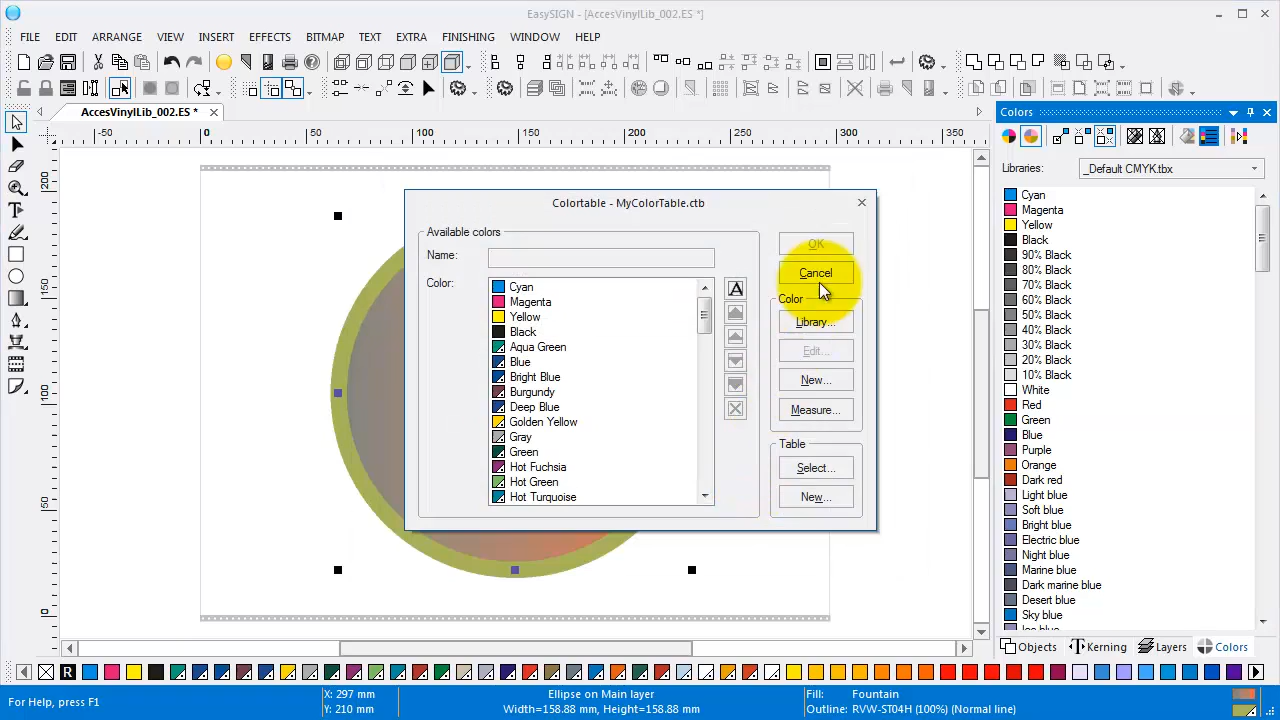 EasySIGN - [AccesVinylLib_002.ES *]
FILE EDIT ARRANGE VIEW INSERT EFFECTS BITMAP TEXT EXTRA FINISHING WINDOW HELP
AccesVinylLib_002.ES *
Colors
-50 0 50 100 150 200 250 300 350
Libraries: _Default CMYK.tbx
200
100
50
0
Colortable - MyColorTable.ctb
Available colors
Name:
Color:
Cyan
Magenta
Yellow
Black
Aqua Green
Blue
Bright Blue
Burgundy
Deep Blue
Golden Yellow
Gray
Green
Hot Fuchsia
Hot Green
Hot Turquoise
A
OK
Cancel
Color
Library...
Edit...
New...
Measure...
Table
Select...
New...
Cyan
Magenta
Yellow
Black
90% Black
80% Black
70% Black
60% Black
50% Black
40% Black
30% Black
20% Black
10% Black
White
Red
Green
Blue
Purple
Orange
Dark red
Light blue
Soft blue
Bright blue
Electric blue
Night blue
Marine blue
Dark marine blue
Desert blue
Sky blue
Ice blue
Objects Kerning Layers Colors
R
For Help, press F1
X: 297 mm
Y: 210 mm
Ellipse on Main layer
Width=158.88 mm, Height=158.88 mm
Fill: Fountain
Outline: RVW-ST04H (100%) (Normal line)